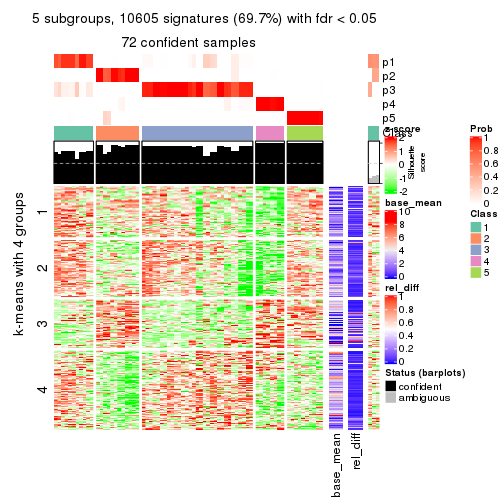 5 subgroups, 10605 signatures (69.7%) with fdr < 0.05
72 confident samples
p1
p2
p3
p4
p5
Class
Silhouette
score
k-means with 4 groups
1
2
3
4
base_mean
rel_diff
z-score
2
1
0
-1
-2
base_mean
10
8
6
4
2
0
rel_diff
1
0.8
0.6
0.4
0.2
0
Status (barplots)
confident
ambiguous
Prob
1
0.8
0.6
0.4
0.2
0
Class
1
2
3
4
5